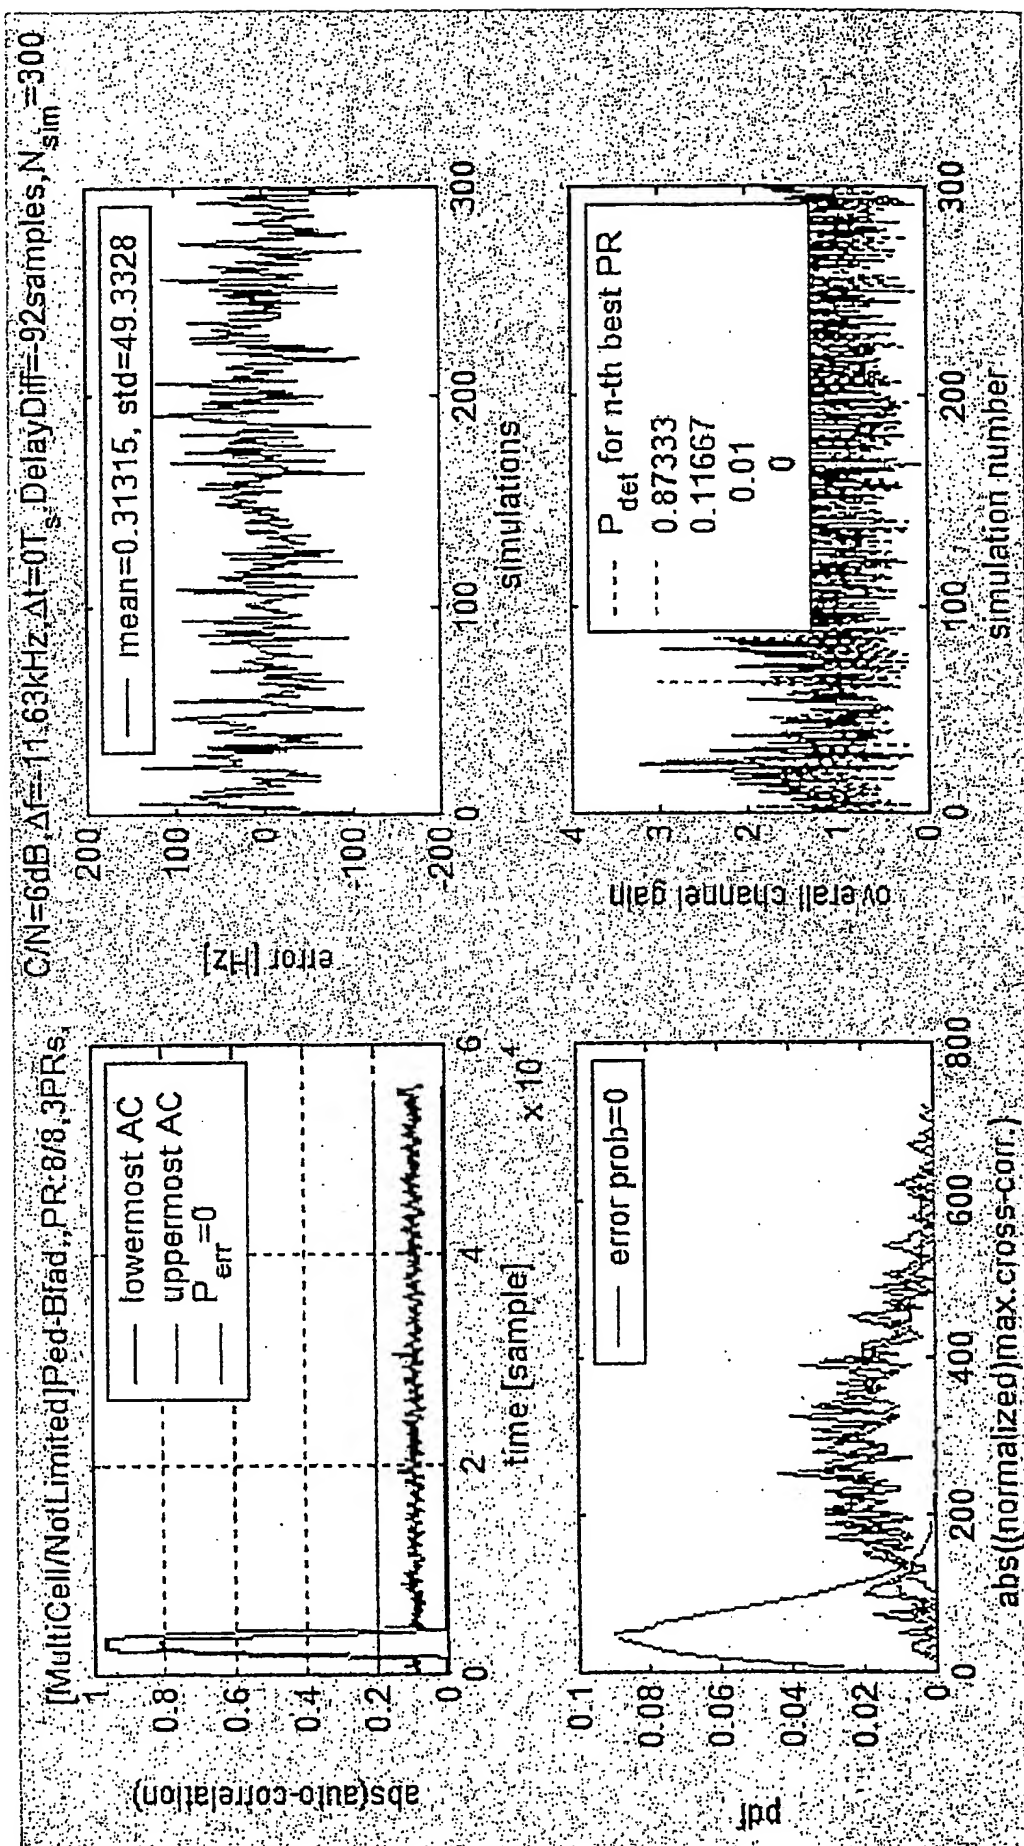 [MultiCell/NotLimited]Ped-Bfad,;PR:8/8,3PRs, C/N=6dB,Δf=-11.63kHz,Δt=0T_s,DelayDiff=-92samples,N_sim=300
abs(auto-correlation)
1
0.8
0.6
0.4
0.2
0
lowermost AC
uppermost AC
P_err=0
0 2 4 6
x 10^4
time [sample]
error [Hz]
200
100
0
-100
-200
mean=0.31315, std=49.3328
0 100 200 300
simulations
pdf
0.1
0.08
0.06
0.04
0.02
0
error prob=0
0 200 400 600 800
abs((normalized)max.cross-corr.)
overall channel gain
4
3
2
1
0
P_det for n-th best PR
0.87333
0.11667
0.01
0
0 100 200 300
simulation number